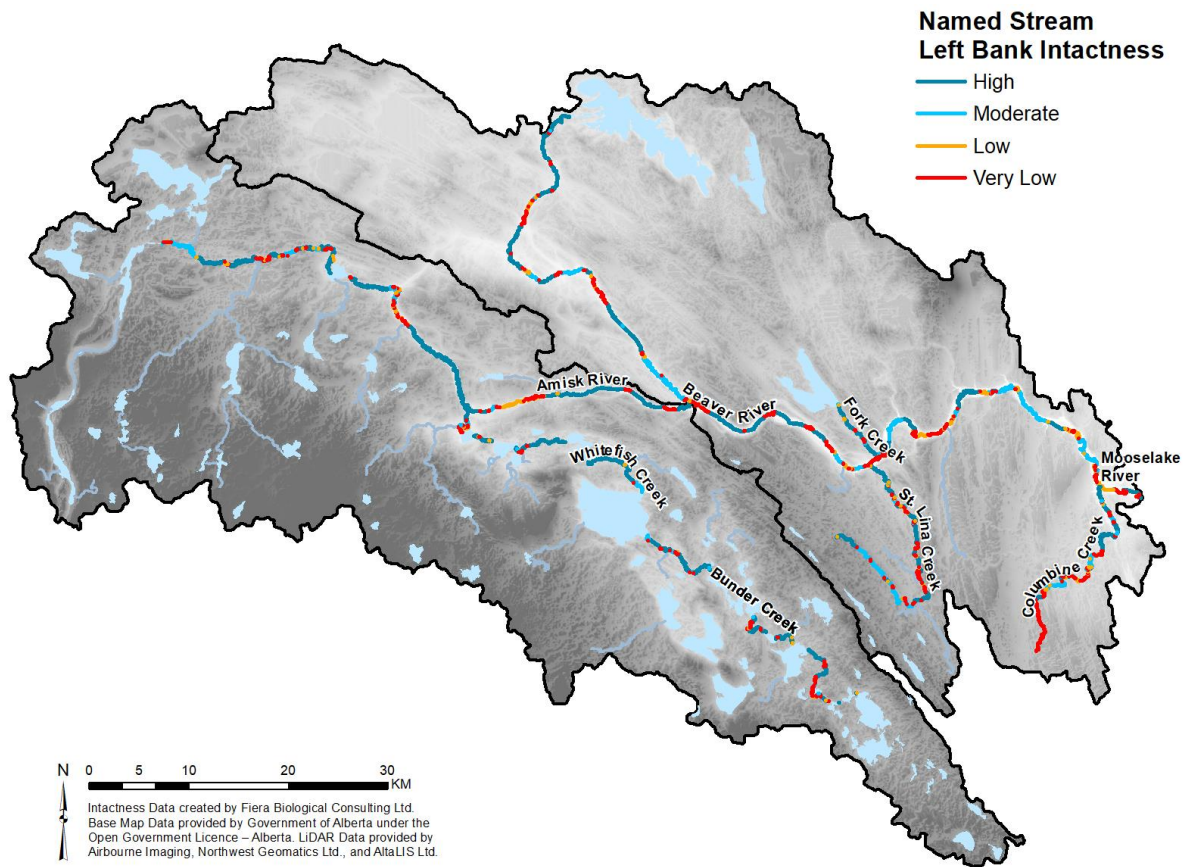 Named Stream
Left Bank Intactness
High
Moderate
Low
Very Low
Amisk River
Beaver River
Fork Creek
Whitefish Creek
Mooselake
River
St. Lina Creek
Columbine Creek
Bunder Creek
N
0 5 10 20 30
KM
Intactness Data created by Fiera Biological Consulting Ltd.
Base Map Data provided by Government of Alberta under the
Open Government Licence – Alberta. LiDAR Data provided by
Airbourne Imaging, Northwest Geomatics Ltd., and AltaLIS Ltd.